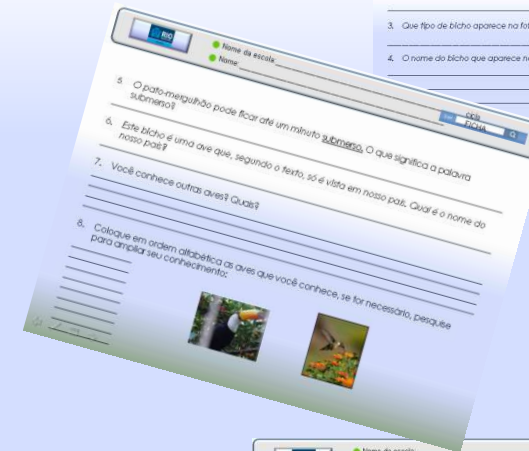 3. Que tipo de bicho aparece na
4. O nome do bicho que aparece
RIO
Nome da escola:
Nome:
FICHA
5 O pato-mergulhão pode ficar até um minuto submerso. O que significa a palavra
submerso?
6. Este bicho é uma ave que, segundo o texto, só é vista em nosso país. Qual é o nome do
nosso país?
7. Você conhece outras aves? Quais?
8. Coloque em ordem alfabética as aves que você conhece, se for necessário, pesquise
para ampliar seu conhecimento:
Nome da escola: